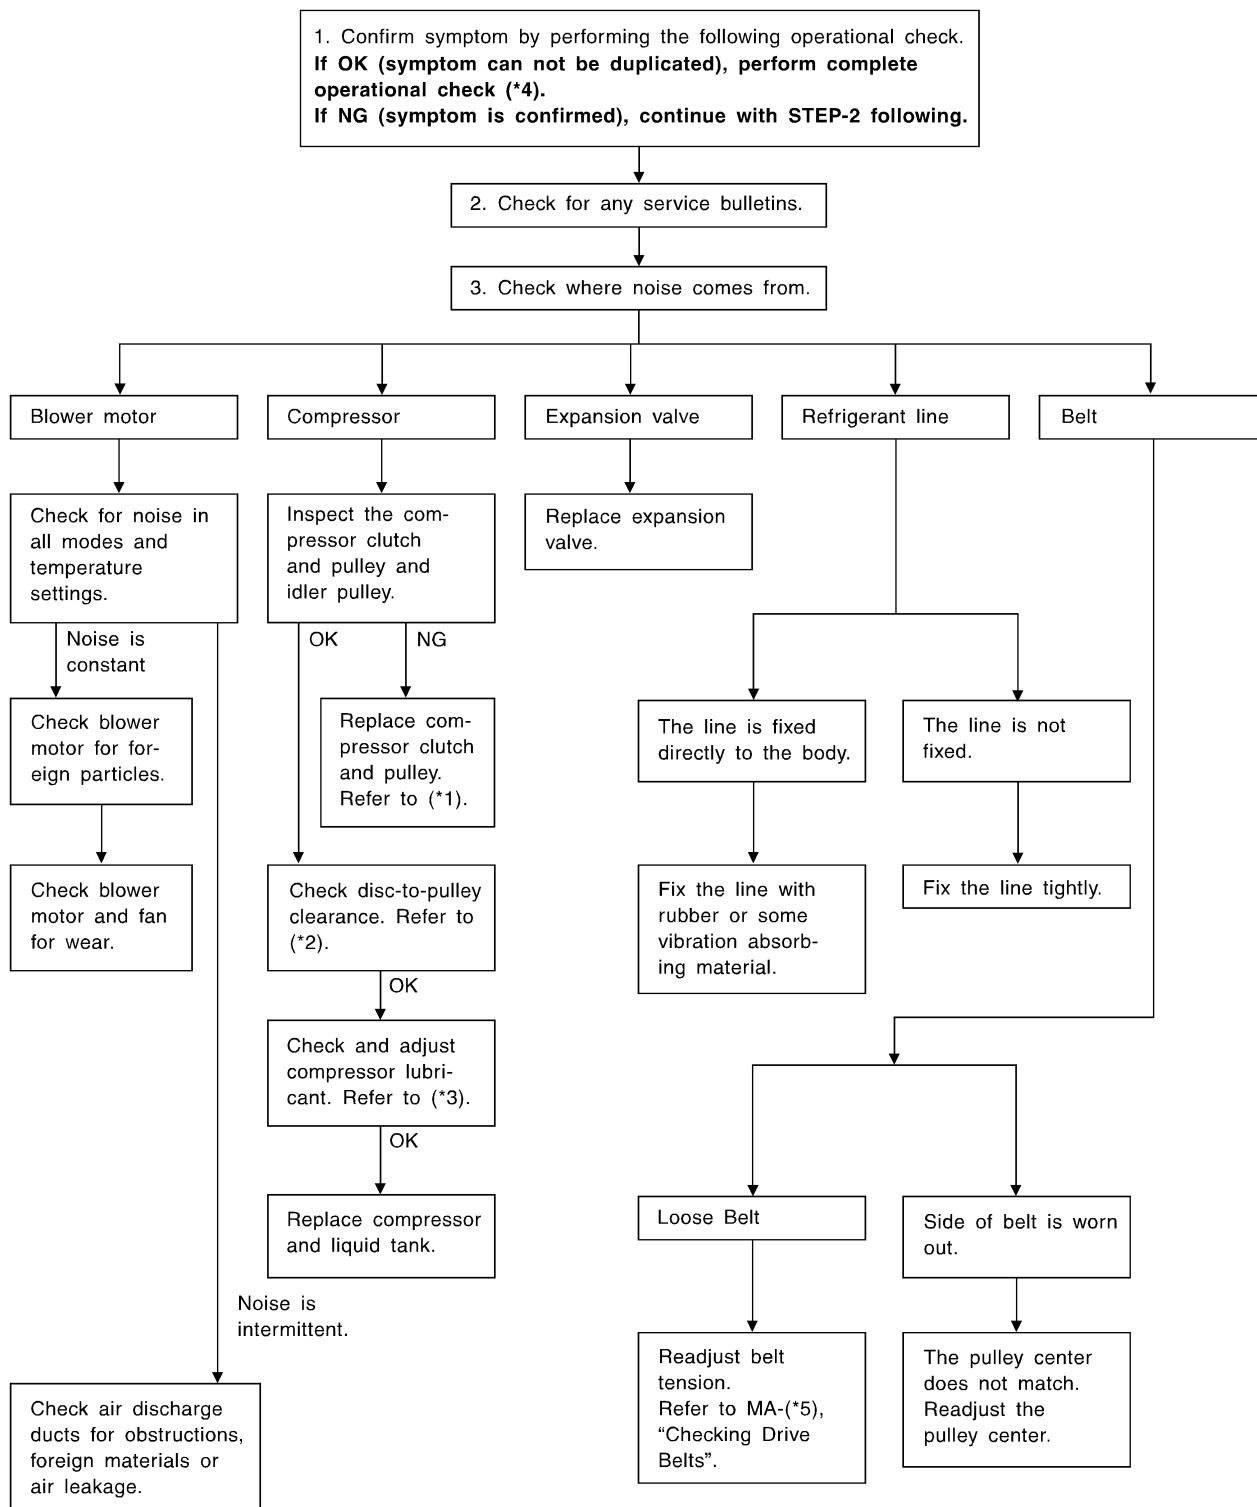 1. Confirm symptom by performing the following operational check.
If OK (symptom can not be duplicated), perform complete
operational check (*4).
If NG (symptom is confirmed), continue with STEP-2 following.
2. Check for any service bulletins.
3. Check where noise comes from.
Blower motor
Compressor
Expansion valve
Refrigerant line
Belt
Check for noise in
all modes and
temperature
settings.
Inspect the com-
pressor clutch
and pulley and
idler pulley.
Replace expansion
valve.
Noise is
constant
OK
NG
Check blower
motor for for-
eign particles.
Replace com-
pressor clutch
and pulley.
Refer to (*1).
The line is fixed
directly to the body.
The line is not
fixed.
Check blower
motor and fan
for wear.
Check disc-to-pulley
clearance. Refer to
(*2).
Fix the line with
rubber or some
vibration absorb-
ing material.
Fix the line tightly.
OK
Check and adjust
compressor lubri-
cant. Refer to (*3).
OK
Replace compressor
and liquid tank.
Loose Belt
Side of belt is worn
out.
Noise is
intermittent.
Readjust belt
tension.
Refer to MA-(*5),
“Checking Drive
Belts”.
The pulley center
does not match.
Readjust the
pulley center.
Check air discharge
ducts for obstructions,
foreign materials or
air leakage.